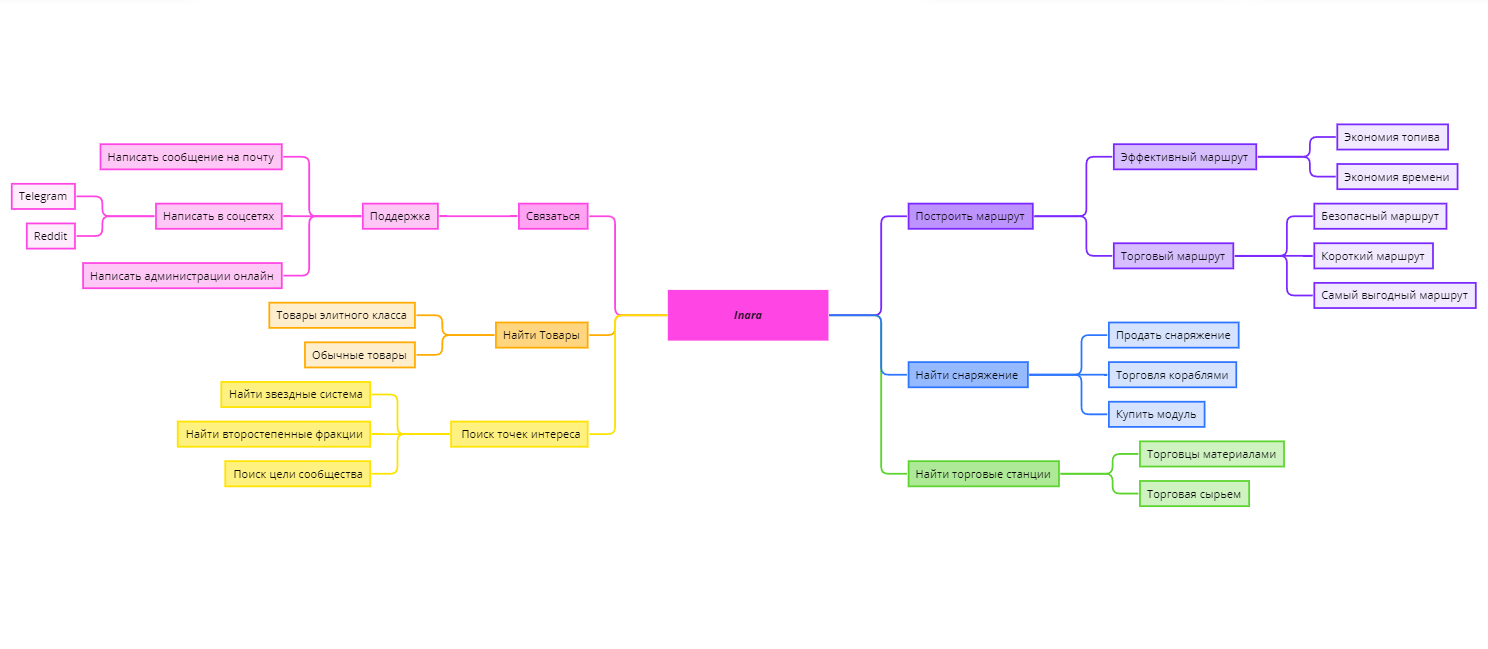 Inara
Связаться
Поддержка
Написать сообщение на почту
Написать в соцсетях
Telegram
Reddit
Написать администрации онлайн
Найти Товары
Товары элитного класса
Обычные товары
Поиск точек интереса
Найти звездные система
Найти второстепенные фракции
Поиск цели сообщества
Построить маршрут
Эффективный маршрут
Экономия топива
Экономия времени
Торговый маршрут
Безопасный маршрут
Короткий маршрут
Самый выгодный маршрут
Найти снаряжение
Продать снаряжение
Торговля кораблями
Купить модуль
Найти торговые станции
Торговцы материалами
Торговая сырьем